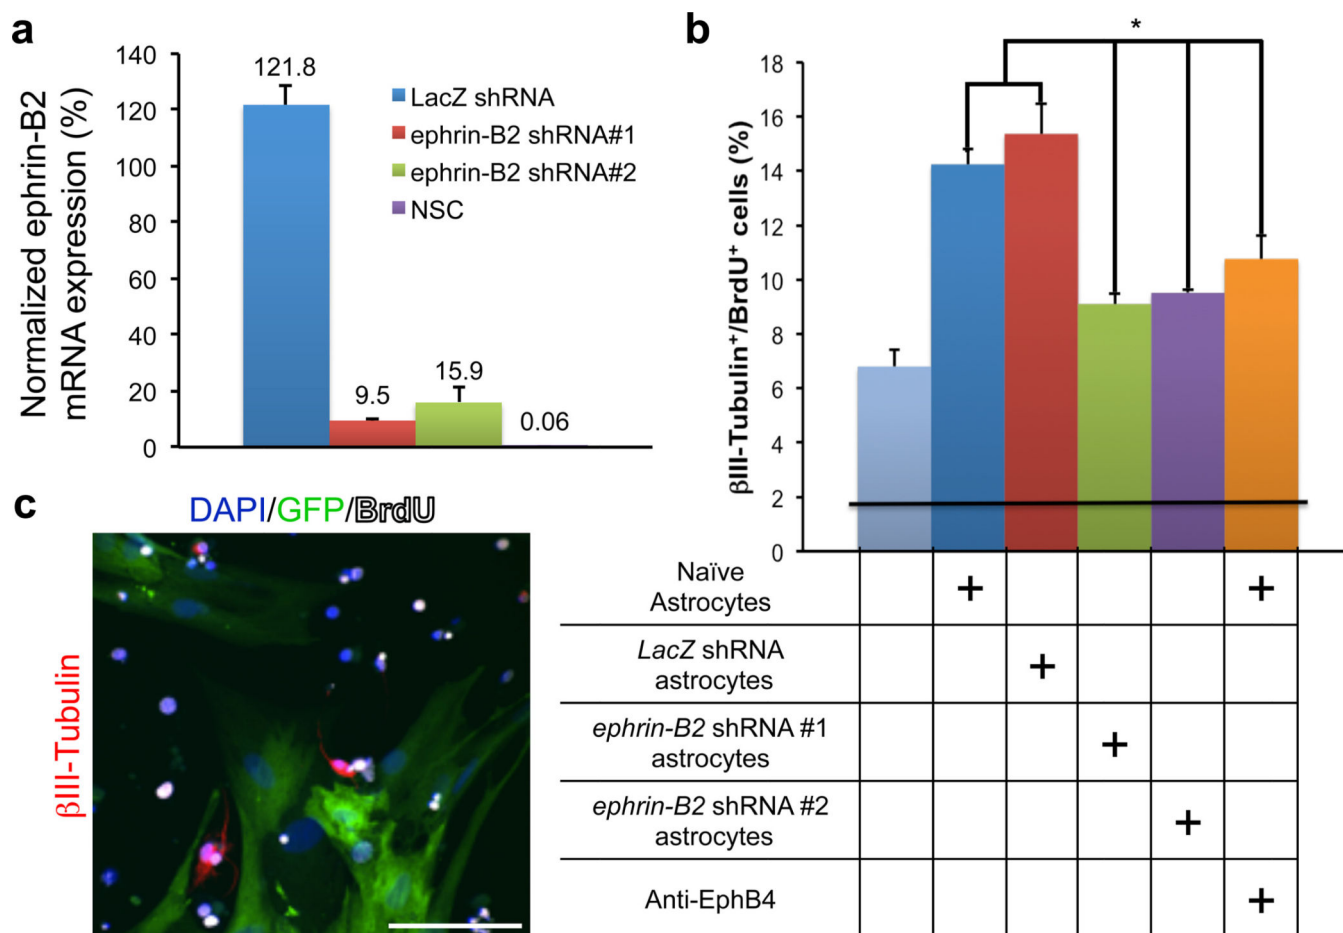 a
Normalized ephrin-B2
mRNA expression (%)
140
120
100
80
60
40
20
0
121.8
9.5
15.9
0.06
LacZ shRNA
ephrin-B2 shRNA#1
ephrin-B2 shRNA#2
NSC
b
*
βIII-Tubulin⁺/BrdU⁺ cells (%)
18
16
14
12
10
8
6
4
2
0
Naïve
Astrocytes
+
+
LacZ shRNA
astrocytes
+
ephrin-B2 shRNA #1
astrocytes
+
ephrin-B2 shRNA #2
astrocytes
+
Anti-EphB4
+
c
DAPI/GFP/BrdU
βIII-Tubulin